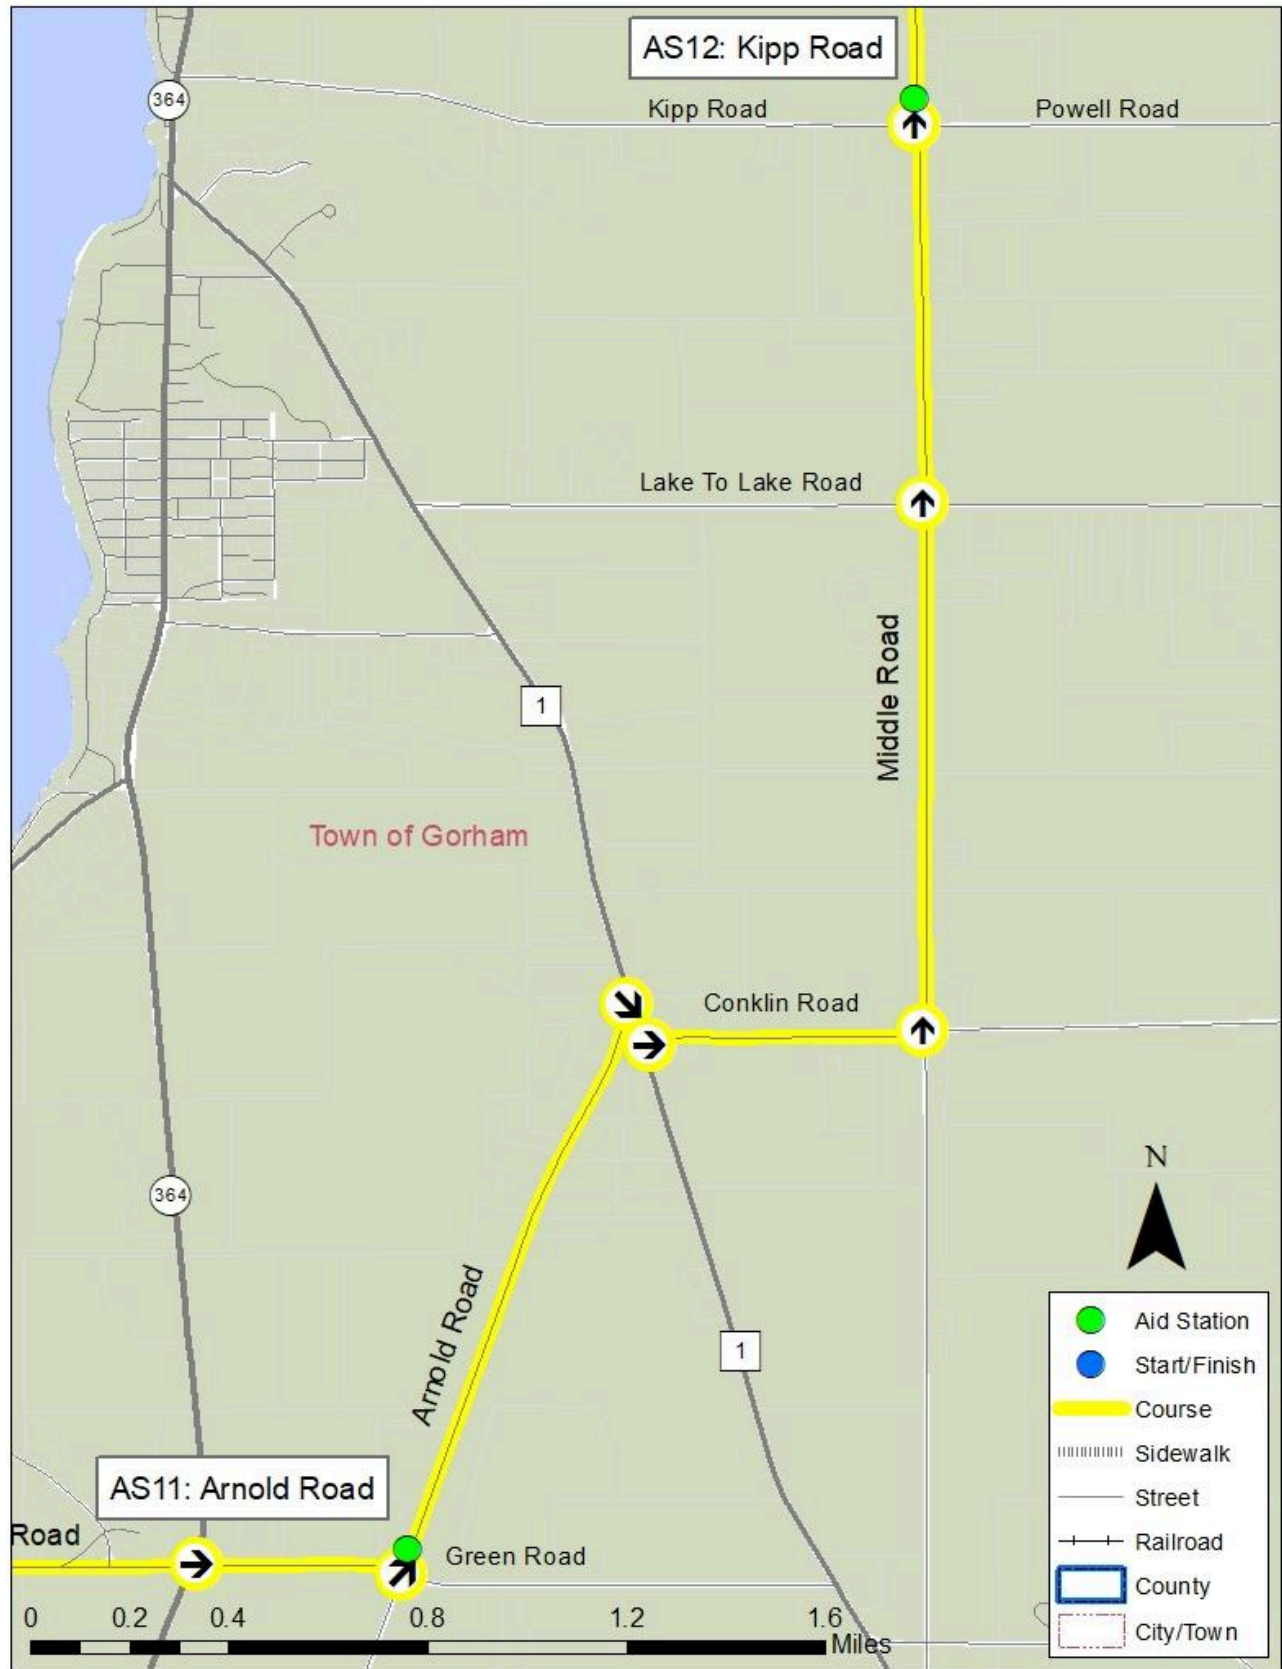 AS12: Kipp Road
364
Kipp Road
Powell Road
Lake To Lake Road
Middle Road
1
Town of Gorham
Conklin Road
N
364
Arnold Road
1
AS11: Arnold Road
Road
Green Road
0 0.2 0.4 0.8 1.2 1.6
Miles
Aid Station
Start/Finish
Course
Sidewalk
Street
Railroad
County
City/Town